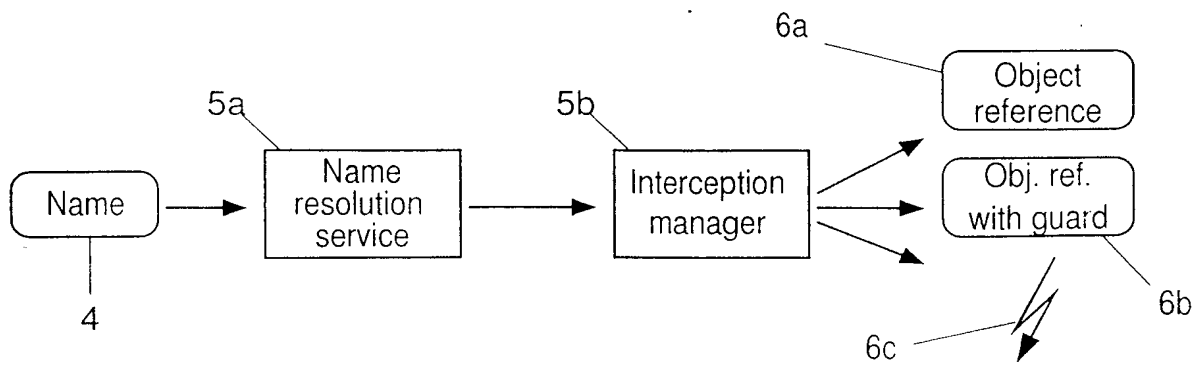 6a
Object
reference
5a
5b
Name
Name
resolution
service
Interception
manager
Obj. ref.
with guard
4
6c
6b